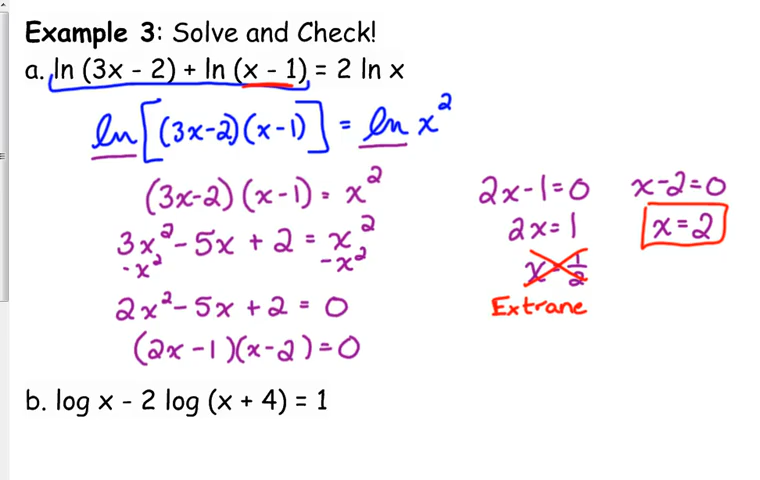 Example 3: Solve and Check!
a. ln (3x - 2) + ln (x - 1) = 2 ln x
ln [(3x-2)(x-1)] = ln x²
(3x-2)(x-1) = x²
3x² - 5x + 2 = x²
-x² -x²
2x² - 5x + 2 = 0
(2x - 1)(x - 2) = 0
2x - 1 = 0
2x = 1
x = 1/2
Extrane
x - 2 = 0
x = 2
b. log x - 2 log (x + 4) = 1